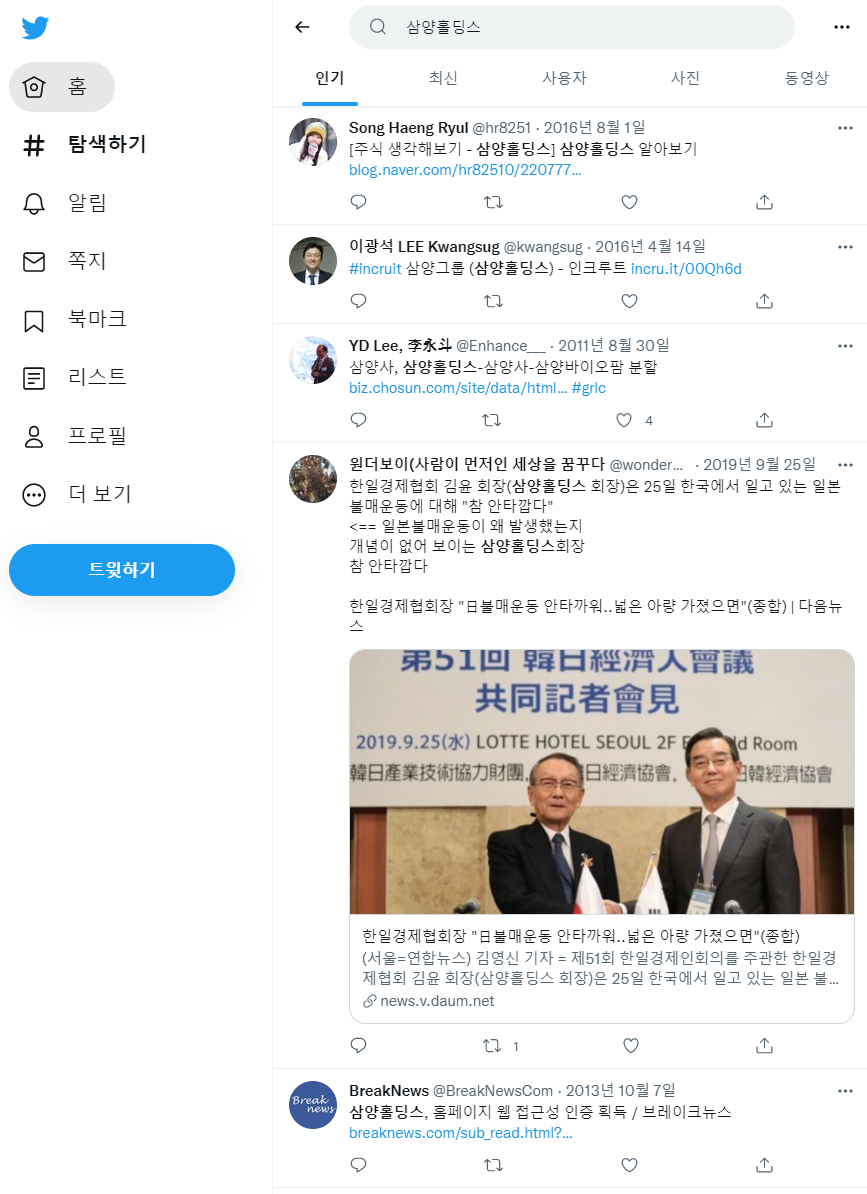 삼양홀딩스
인기
최신
사용자
사진
동영상
홈
탐색하기
알림
쪽지
북마크
리스트
프로필
더 보기
트윗하기
Song Haeng Ryul @hr8251 · 2016년 8월 1일
[주식 생각해보기 - 삼양홀딩스] 삼양홀딩스 알아보기
blog.naver.com/hr82510/220777...
이광석 LEE Kwangsug @kwangsug · 2016년 4월 14일
#incruit 삼양그룹 (삼양홀딩스) - 인크루트 incru.it/00Qh6d
YD Lee, 李永斗 @Enhance___ · 2011년 8월 30일
삼양사, 삼양홀딩스-삼양사-삼양바이오팜 분할
biz.chosun.com/site/data/html... #grlc
4
원더보이(사람이 먼저인 세상을 꿈꾸다 @wonder... · 2019년 9월 25일
한일경제협회 김윤 회장(삼양홀딩스 회장)은 25일 한국에서 일고 있는 일본
불매운동에 대해 "참 안타깝다"
<== 일본불매운동이 왜 발생했는지
개념이 없어 보이는 삼양홀딩스회장
참 안타깝다
한일경제협회장 "日불매운동 안타까워..넓은 아량 가졌으면"(종합) | 다음뉴
스
第51回 韓日經濟人會議
共同記者會見
2019.9.25(水) LOTTE HOTEL SEOUL 2F E ld Room
韓日産業技術協力財團, 日經濟協會, 日韓經濟協會
한일경제협회장 "日불매운동 안타까워..넓은 아량 가졌으면"(종합)
(서울=연합뉴스) 김영신 기자 = 제51회 한일경제인회의를 주관한 한일경
제협회 김윤 회장(삼양홀딩스 회장)은 25일 한국에서 일고 있는 일본 불...
news.v.daum.net
1
Break
news
BreakNews @BreakNewsCom · 2013년 10월 7일
삼양홀딩스, 홈페이지 웹 접근성 인증 획득 / 브레이크뉴스
breaknews.com/sub_read.html?...